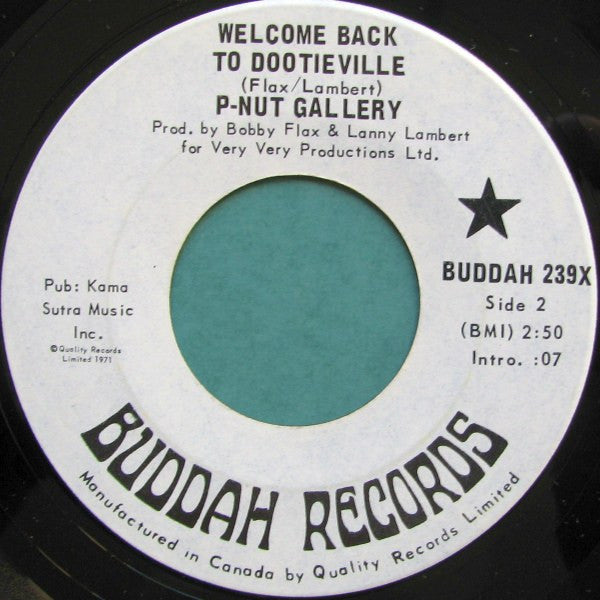 WELCOME BACK
TO DOOTIEVILLE
(Flax/Lambert)
P-NUT GALLERY
Prod. by Bobby Flax & Lanny Lambert
for Very Very Productions Ltd.
BUDDAH 239X
Side 2
(BMI) 2:50
Intro. :07
Pub: Kama
Sutra Music
Inc.
©Quality Records
Limited 1971
BUDDAH RECORDS
Manufactured in Canada by Quality Records Limited